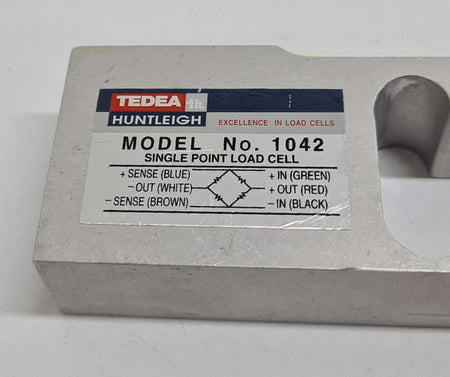 TEDEA th
HUNTLEIGH EXCELLENCE IN LOAD CELLS
MODEL No. 1042
SINGLE POINT LOAD CELL
+ SENSE (BLUE) + IN (GREEN)
- OUT (WHITE) + OUT (RED)
- SENSE (BROWN) - IN (BLACK)